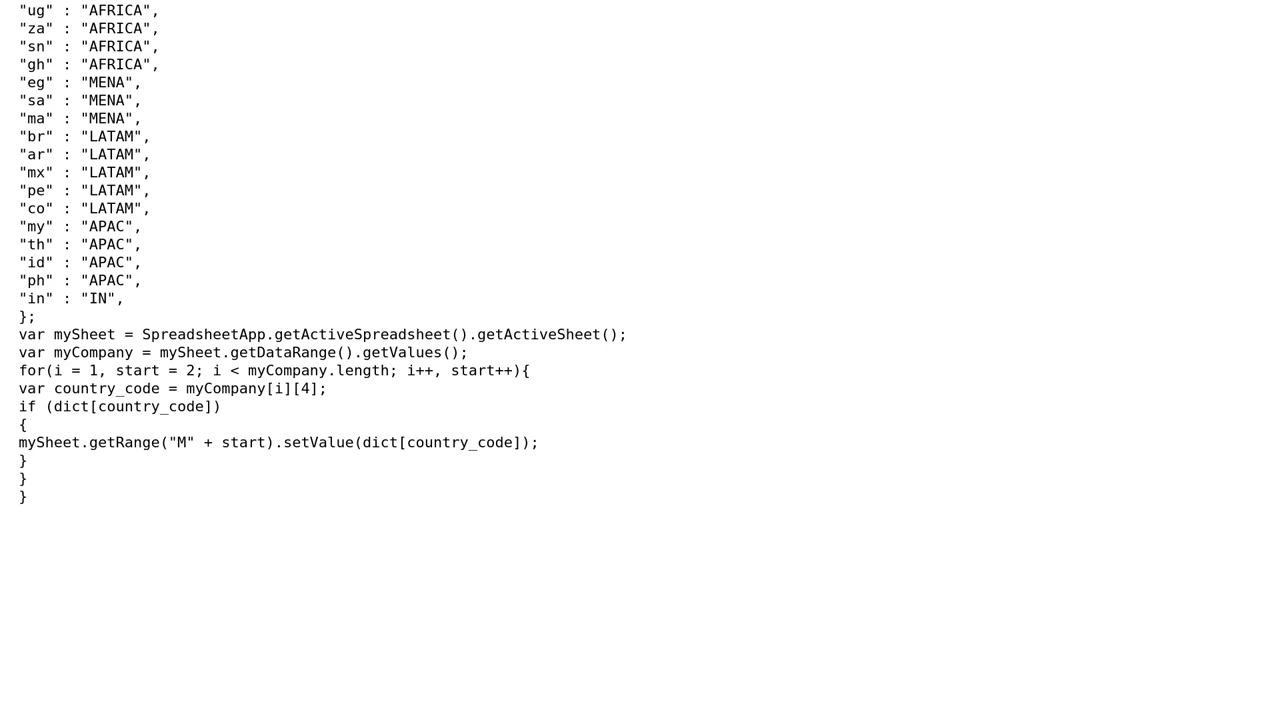 "ug" : "AFRICA",
"za" : "AFRICA",
"sn" : "AFRICA",
"gh" : "AFRICA",
"eg" : "MENA",
"sa" : "MENA",
"ma" : "MENA",
"br" : "LATAM",
"ar" : "LATAM",
"mx" : "LATAM",
"pe" : "LATAM",
"co" : "LATAM",
"my" : "APAC",
"th" : "APAC",
"id" : "APAC",
"ph" : "APAC",
"in" : "IN",
};
var mySheet = SpreadsheetApp.getActiveSpreadsheet().getActiveSheet();
var myCompany = mySheet.getDataRange().getValues();
for(i = 1, start = 2; i < myCompany.length; i++, start++){
var country_code = myCompany[i][4];
if (dict[country_code])
{
mySheet.getRange("M" + start).setValue(dict[country_code]);
}
}
}